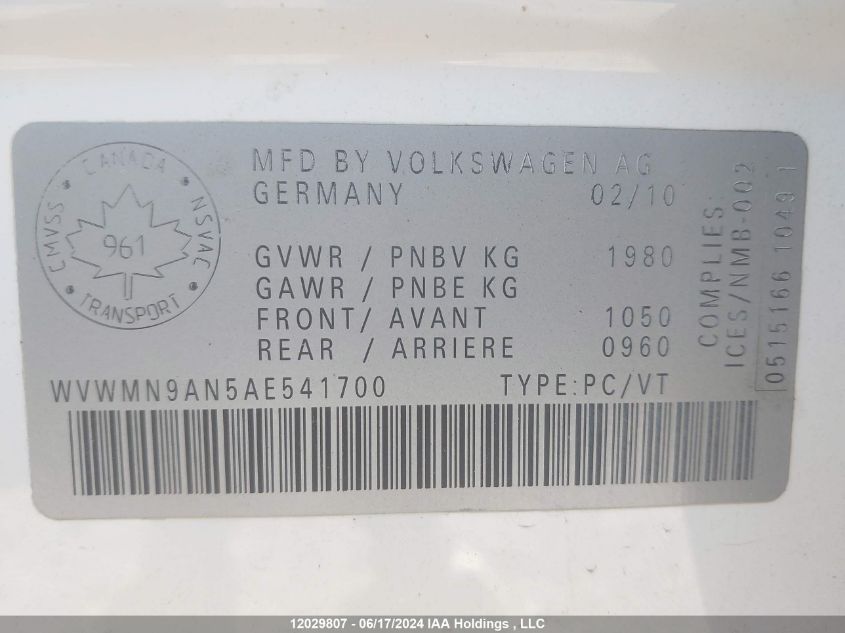 CANADA
CMVSS 961 NSVAC
TRANSPORT
MFD BY VOLKSWAGEN AG
GERMANY 02/10
GVWR / PNBV KG 1980
GAWR / PNBE KG
FRONT/ AVANT 1050
REAR / ARRIERE 0960
WVWMN9AN5AE541700 TYPE:PC/VT
COMPLIES:
ICES/NMB-002
0515166 1049 1
12029807 - 06/17/2024 IAA Holdings , LLC